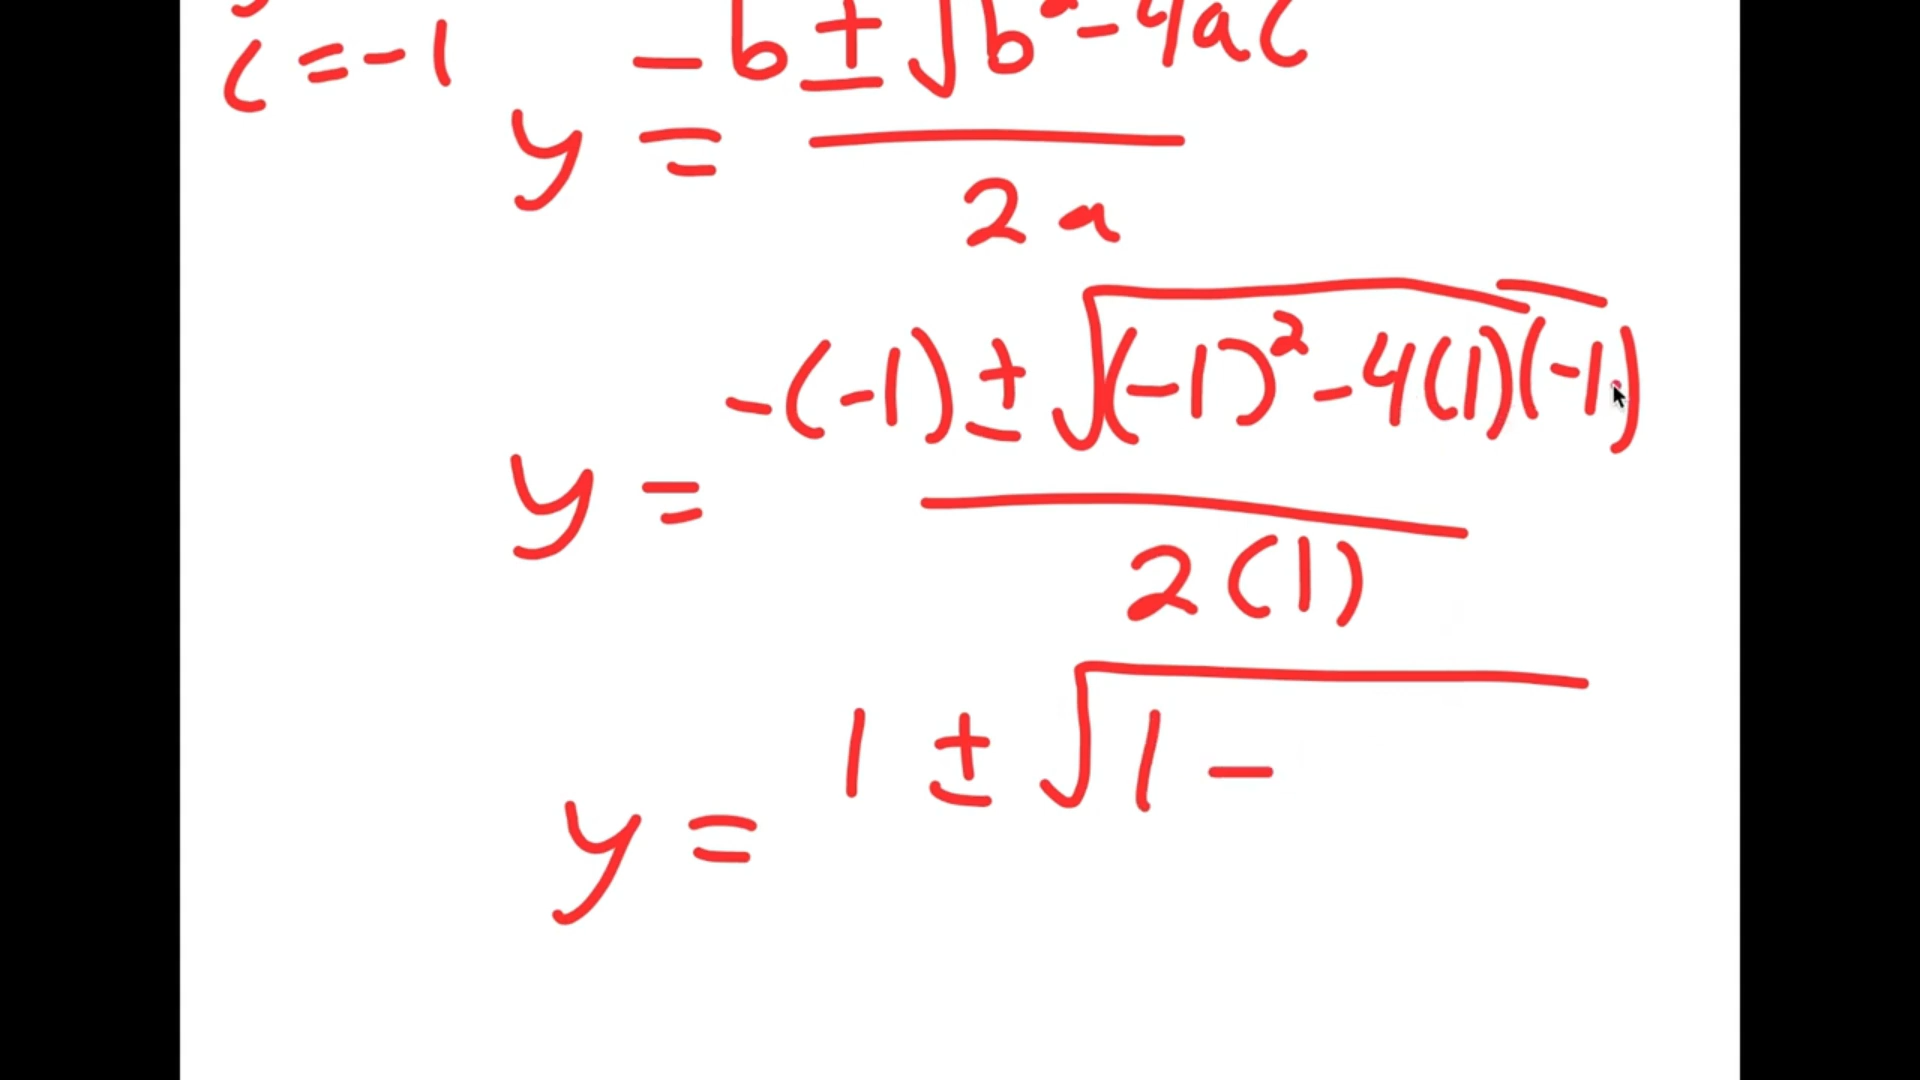 c = -1
-b ± √b² - 4ac
y =
2a
-(-1) ± √(-1)² - 4(1)(-1)
y =
2(1)
1 ± √1 -
y =